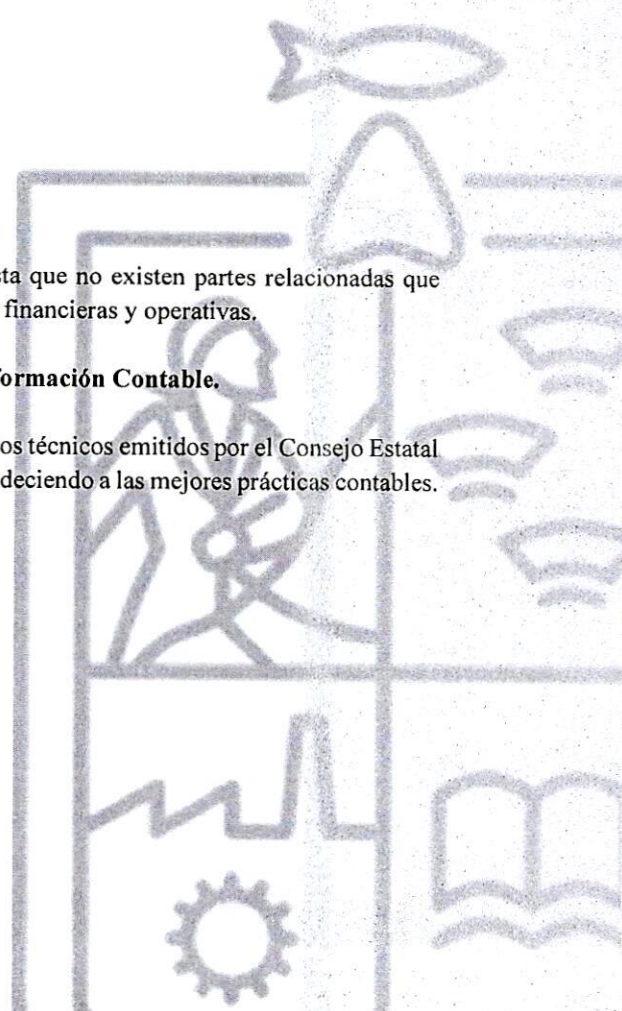 ta que no existen partes relacionadas que
financieras y operativas.
formación Contable.
os técnicos emitidos por el Consejo Estatal
deciendo a las mejores prácticas contables.